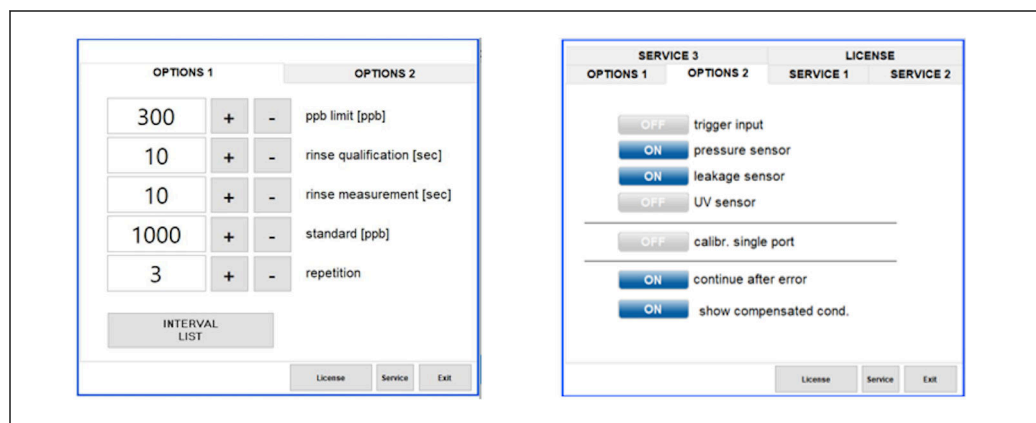 OPTIONS 1 OPTIONS 2
300 + - ppb limit [ppb]
10 + - rinse qualification [sec]
10 + - rinse measurement [sec]
1000 + - standard [ppb]
3 + - repetition
INTERVAL
LIST
License Service Exit
SERVICE 3 LICENSE
OPTIONS 1 OPTIONS 2 SERVICE 1 SERVICE 2
OFF trigger input
ON pressure sensor
ON leakage sensor
OFF UV sensor
OFF calibr. single port
ON continue after error
ON show compensated cond.
License Service Exit